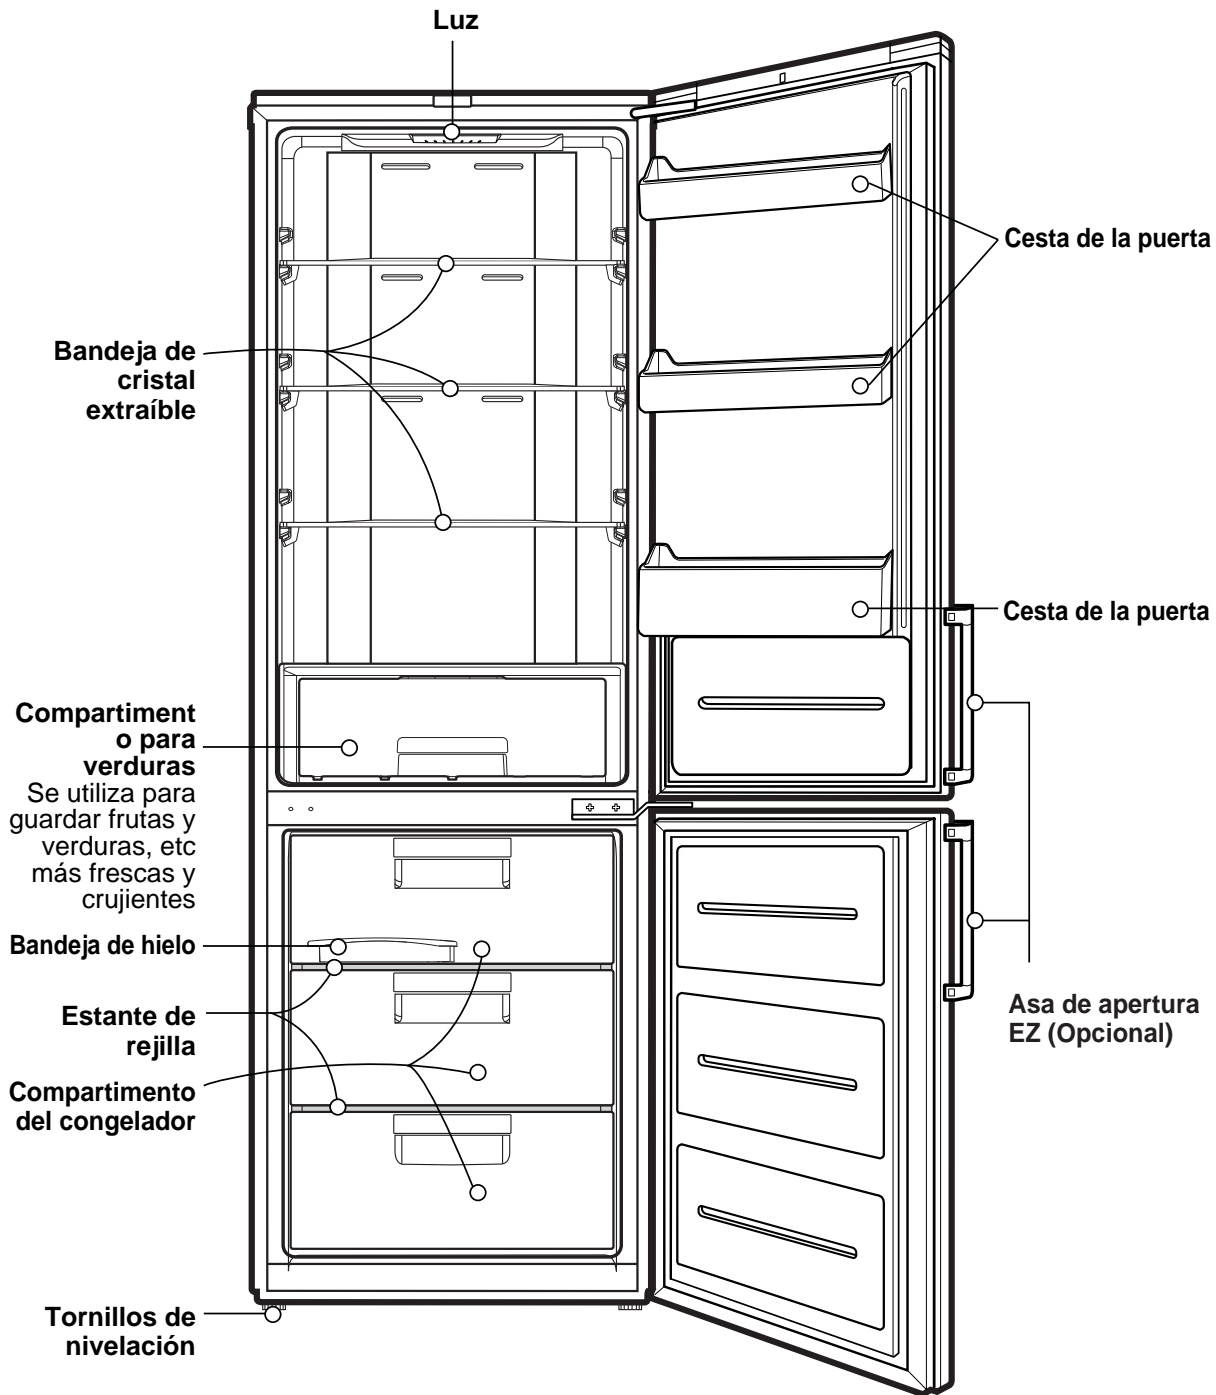 Luz
Cesta de la puerta
Bandeja de
cristal
extraíble
Cesta de la puerta
Compartiment
o para
verduras
Se utiliza para
guardar frutas y
verduras, etc
más frescas y
crujientes
Bandeja de hielo
Estante de
rejilla
Asa de apertura
EZ (Opcional)
Compartimento
del congelador
Tornillos de
nivelación